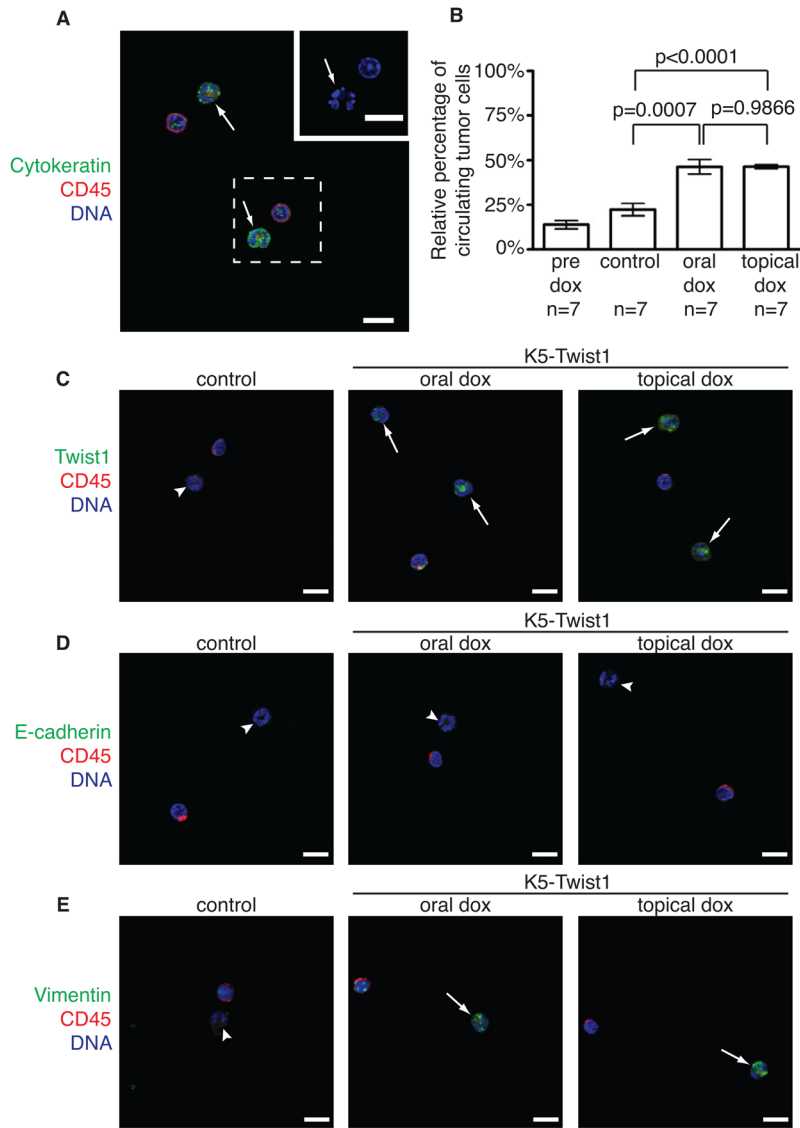 A
Cytokeratin
CD45
DNA
B
Relative percentage of
circulating tumor cells
100%
75%
50%
25%
0%
p<0.0001
p=0.0007
p=0.9866
pre
dox
n=7
control
n=7
oral
dox
n=7
topical
dox
n=7
K5-Twist1
C
control
oral dox
topical dox
Twist1
CD45
DNA
K5-Twist1
D
control
oral dox
topical dox
E-cadherin
CD45
DNA
K5-Twist1
E
control
oral dox
topical dox
Vimentin
CD45
DNA